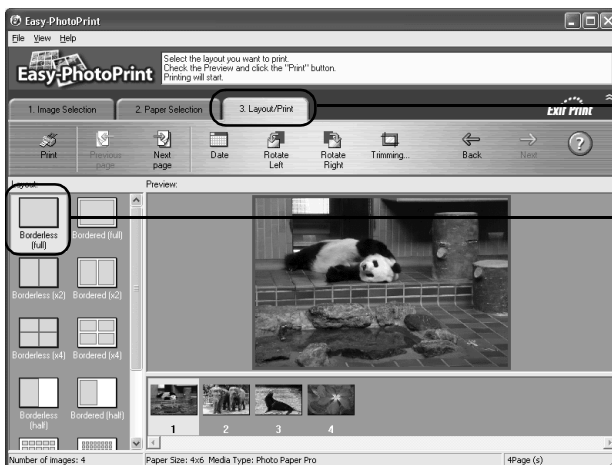 Easy-PhotoPrint
File View Help
Easy-PhotoPrint
Select the layout you want to print.
Check the Preview and click the "Print" button.
Printing will start.
1. Image Selection
2. Paper Selection
3. Layout/Print
Exif Print
Print
Previous
page
Next
page
Date
Rotate
Left
Rotate
Right
Trimming...
Back
Next
?
Layout:
Preview:
Borderless
(full)
Bordered (full)
Borderless (x2)
Bordered (x2)
Borderless (x4)
Bordered (x4)
Borderless
(half)
Bordered (half)
1
2
3
4
Number of images: 4
Paper Size: 4x6 Media Type: Photo Paper Pro
4Page (s)